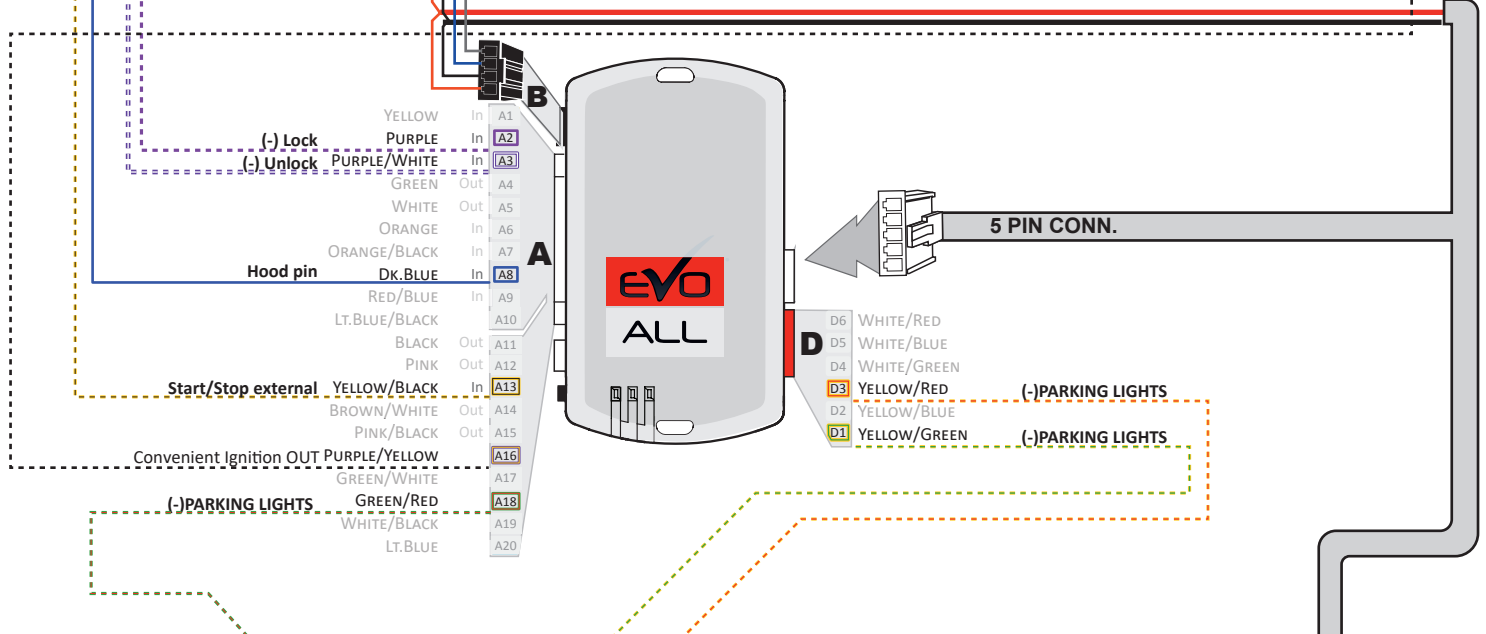 B
YELLOW In A1
(-) Lock PURPLE In A2
(-) Unlock PURPLE/WHITE In A3
GREEN Out A4
WHITE Out A5
ORANGE In A6
ORANGE/BLACK In A7
A
Hood pin DK.BLUE In A8
RED/BLUE In A9
LT.BLUE/BLACK A10
BLACK Out A11
PINK Out A12
Start/Stop external YELLOW/BLACK In A13
BROWN/WHITE Out A14
PINK/BLACK Out A15
Convenient Ignition OUT PURPLE/YELLOW A16
GREEN/WHITE A17
(-)PARKING LIGHTS GREEN/RED A18
WHITE/BLACK A19
LT.BLUE A20
EVO
ALL
5 PIN CONN.
D
D6 WHITE/RED
D5 WHITE/BLUE
D4 WHITE/GREEN
D3 YELLOW/RED (-)PARKING LIGHTS
D2 YELLOW/BLUE
D1 YELLOW/GREEN (-)PARKING LIGHTS